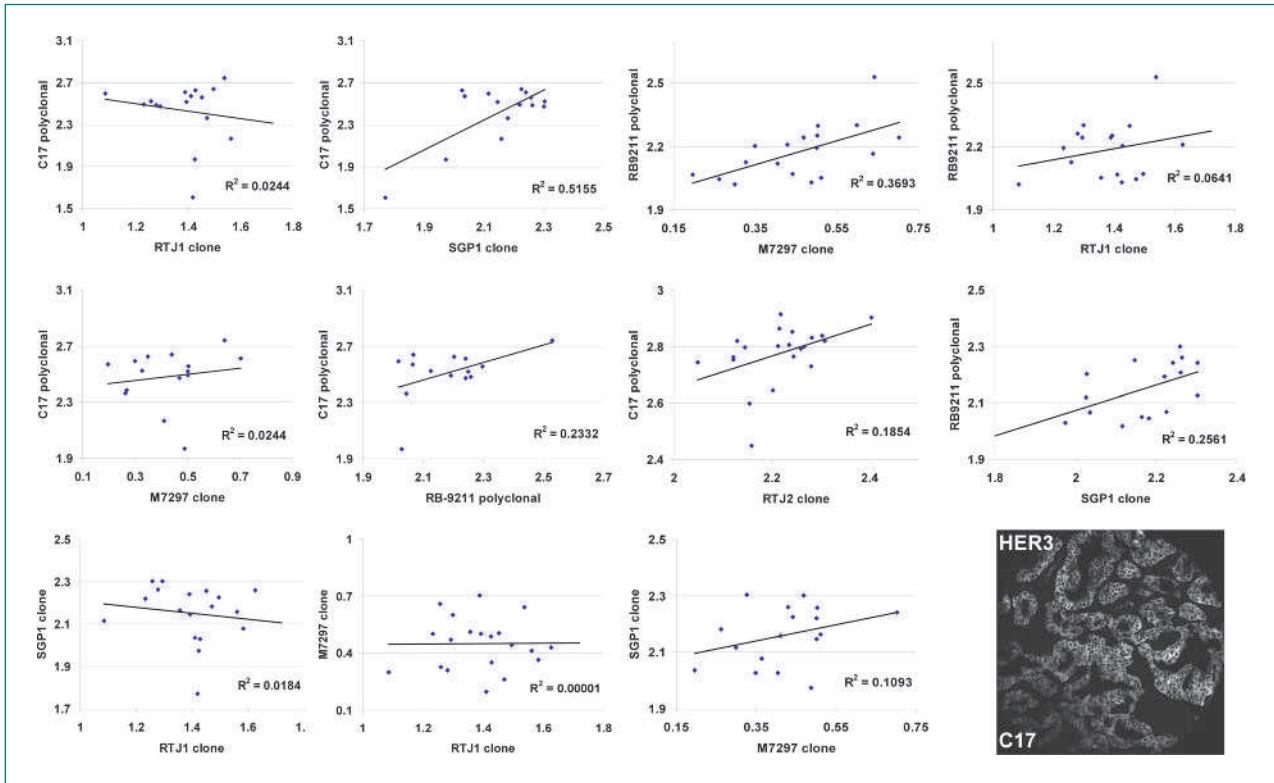 3.1
2.7
2.3
1.9
1.5
C17 polyclonal
R² = 0.0244
1 1.2 1.4 1.6 1.8
RTJ1 clone
3.1
2.7
2.3
1.9
1.5
C17 polyclonal
R² = 0.5155
1.7 1.9 2.1 2.3 2.5
SGP1 clone
2.5
2.2
1.9
RB9211 polyclonal
R² = 0.3693
0.15 0.35 0.55 0.75
M7297 clone
2.5
2.2
1.9
RB9211 polyclonal
R² = 0.0641
1 1.2 1.4 1.6 1.8
RTJ1 clone
3.1
2.7
2.3
1.9
C17 polyclonal
R² = 0.0244
0.1 0.3 0.5 0.7 0.9
M7297 clone
3.1
2.7
2.3
1.9
C17 polyclonal
R² = 0.2332
1.9 2.1 2.3 2.5 2.7
RB-9211 polyclonal
3
2.8
2.6
2.4
C17 polyclonal
R² = 0.1854
2 2.2 2.4
RTJ2 clone
2.4
2.2
2
1.8
RB9211 polyclonal
R² = 0.2561
1.8 2 2.2 2.4
SGP1 clone
2.5
2.3
2.1
1.9
1.7
SGP1 clone
R² = 0.0184
1 1.2 1.4 1.6 1.
RTJ1 clone
1
0.7
0.4
0.1
M7297 clone
R² = 0.00001
1 1.2 1.4 1.6 1.8
RTJ1 clone
2.5
2.3
2.1
1.9
SGP1 clone
R² = 0.1093
0.15 0.35 0.55 0.75
M7297 clone
HER3
C17